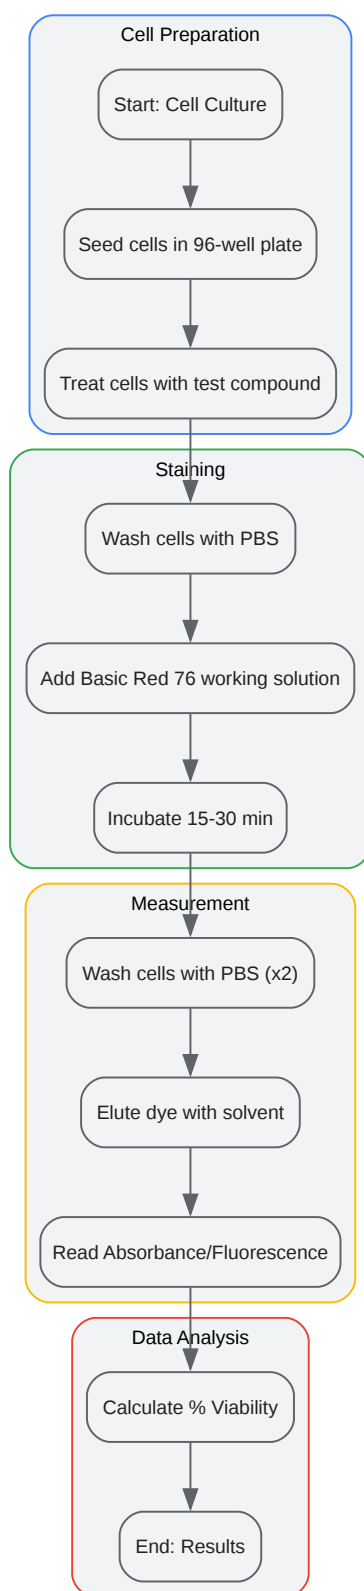 Cell Preparation
Start: Cell Culture
Seed cells in 96-well plate
Treat cells with test compound
Staining
Wash cells with PBS
Add Basic Red 76 working solution
Incubate 15-30 min
Measurement
Wash cells with PBS (x2)
Elute dye with solvent
Read Absorbance/Fluorescence
Data Analysis
Calculate % Viability
End: Results